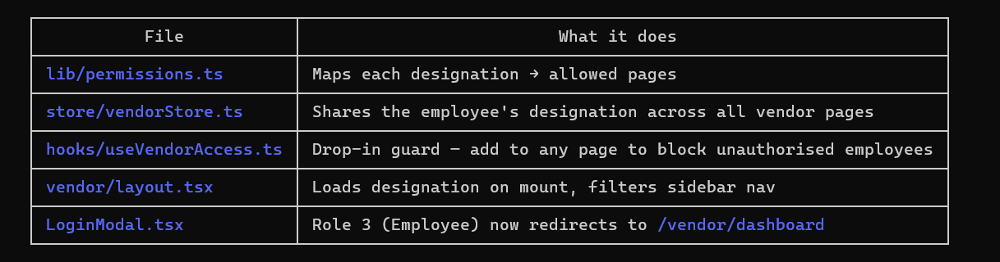 File What it does
lib/permissions.ts Maps each designation → allowed pages
store/vendorStore.ts Shares the employee's designation across all vendor pages
hooks/useVendorAccess.ts Drop-in guard — add to any page to block unauthorised employees
vendor/layout.tsx Loads designation on mount, filters sidebar nav
LoginModal.tsx Role 3 (Employee) now redirects to /vendor/dashboard